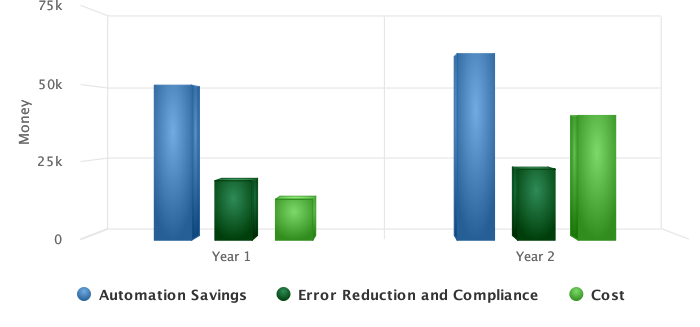 75k
50k
25k
0
Money
Year 1
Year 2
Automation Savings
Error Reduction and Compliance
Cost